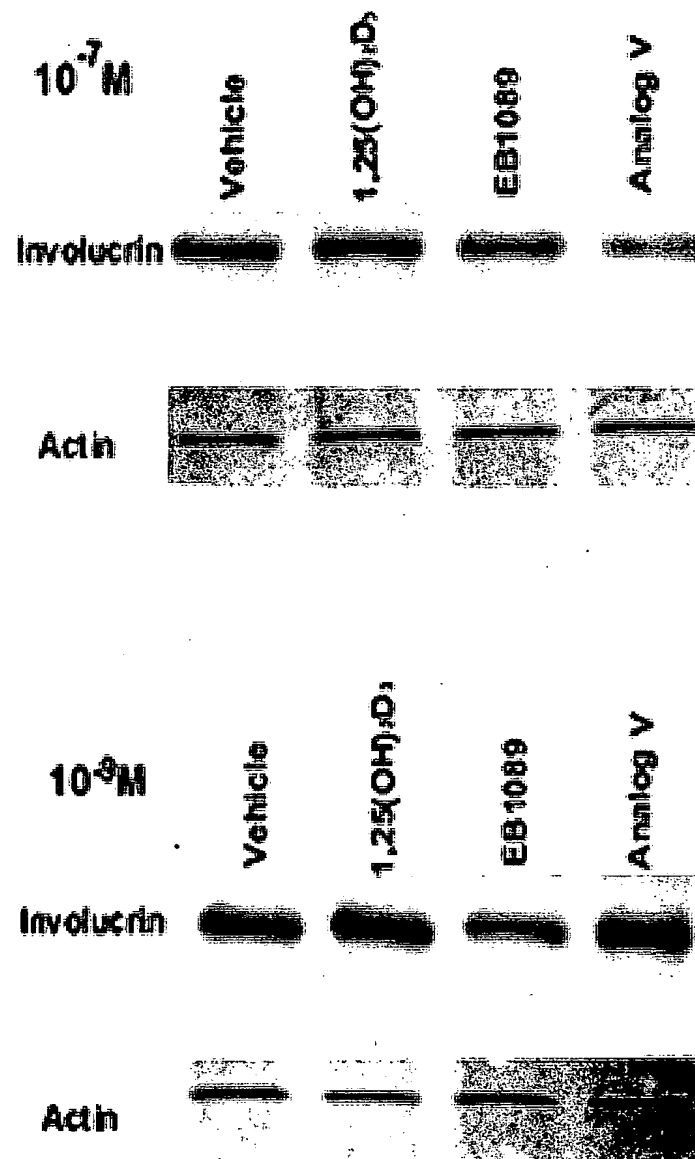 10⁻⁷M
Vehicle
1,25(OH)₂D₃
EB1089
Analog V
Involucrin
Actin
10⁻⁹M
Vehicle
1,25(OH)₂D₃
EB1089
Analog V
Involucrin
Actin